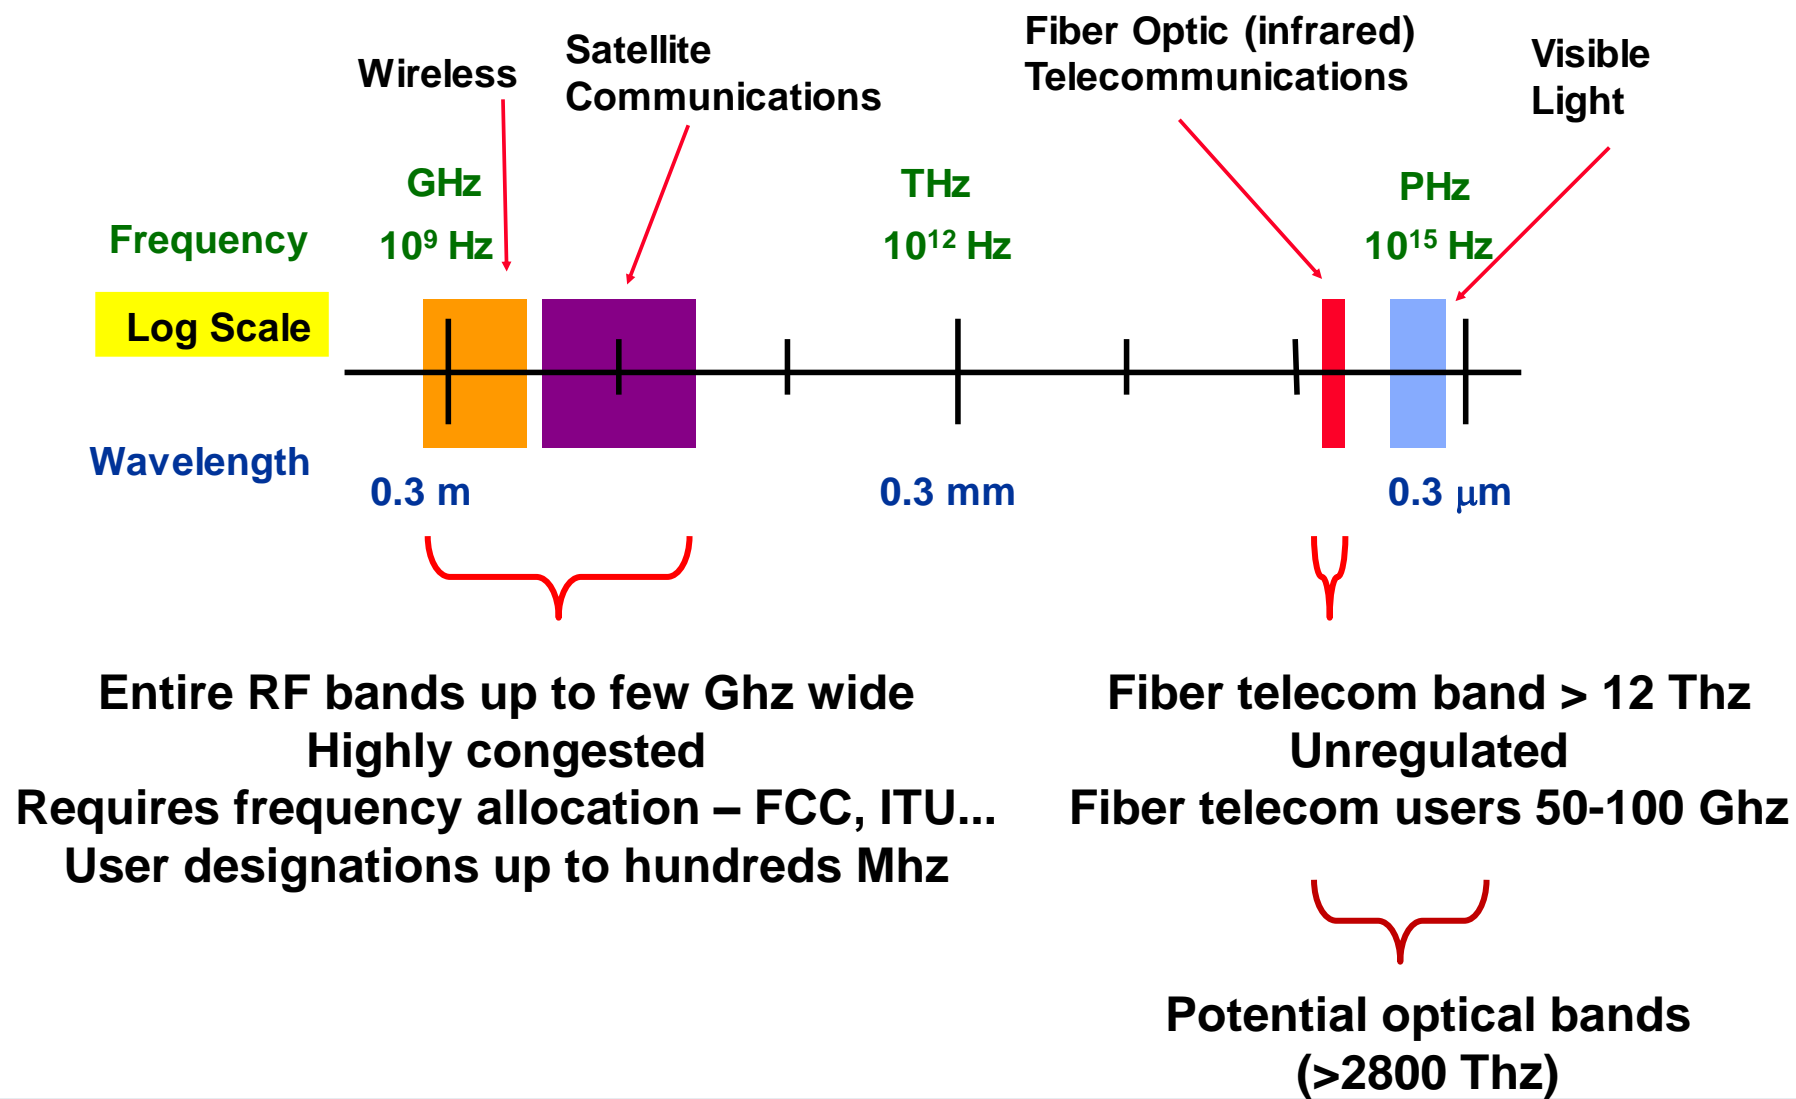 Wireless
Satellite
Communications
Fiber Optic (infrared)
Telecommunications
Visible
Light
GHz
THz
PHz
Frequency
10⁹ Hz
10¹² Hz
10¹⁵ Hz
Log Scale
Wavelength
0.3 m
0.3 mm
0.3 μm
Entire RF bands up to few Ghz wide
Highly congested
Requires frequency allocation – FCC, ITU...
User designations up to hundreds Mhz
Fiber telecom band > 12 Thz
Unregulated
Fiber telecom users 50-100 Ghz
Potential optical bands
(>2800 Thz)